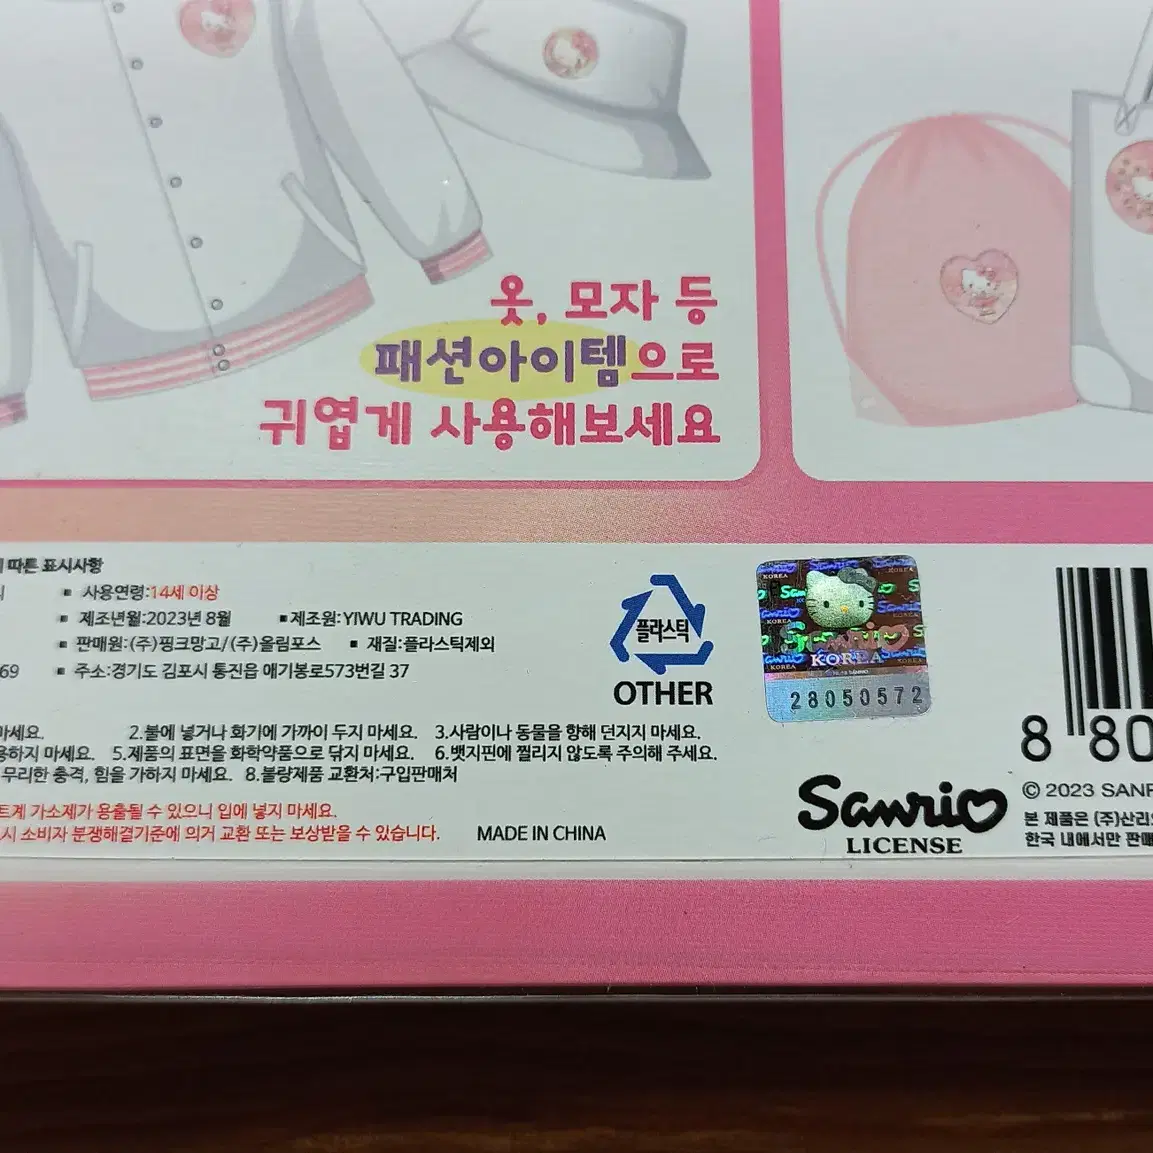 옷, 모자 등
패션아이템으로
귀엽게 사용해보세요
따른 표시사항
▪ 사용연령:14세 이상
▪ 제조년월:2023년 8월 ▪제조원:YIWU TRADING
▪ 판매원:(주)핑크망고/(주)올림포스 ▪ 재질:플라스틱제외
69 ▪ 주소:경기도 김포시 통진읍 애기봉로573번길 37
마세요. 2.불에 넣거나 화기에 가까이 두지 마세요. 3.사람이나 동물을 향해 던지지 마세요.
용하지 마세요. 5.제품의 표면을 화학약품으로 닦지 마세요. 6.뱃지핀에 찔리지 않도록 주의해 주세요.
무리한 충격, 힘을 가하지 마세요. 8.불량제품 교환처:구입판매처
트계 가소제가 용출될 수 있으니 입에 넣지 마세요.
시 소비자 분쟁해결기준에 의거 교환 또는 보상받을 수 있습니다. MADE IN CHINA
플라스틱
OTHER
Sanrio
KOREA
28050572
8 80
Sanrio
LICENSE
© 2023 SANR
본 제품은 (주)산리오
한국 내에서만 판매